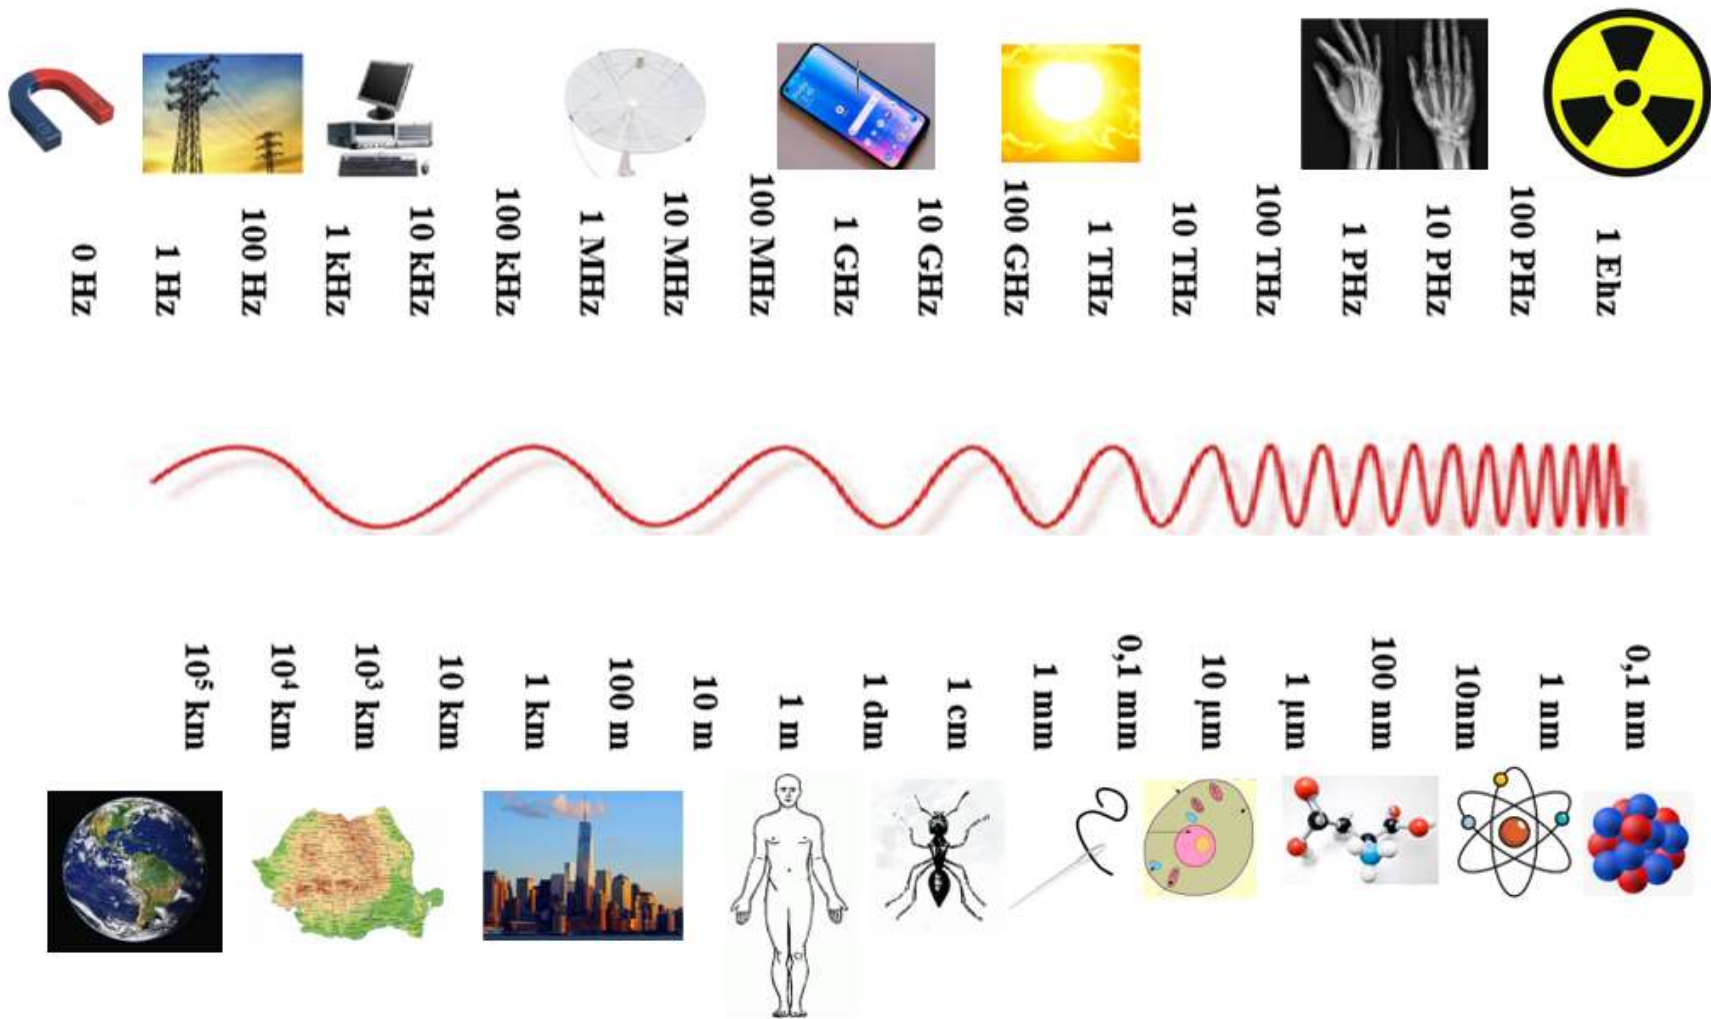 0 Hz
1 Hz
100 Hz
1 kHz
10 kHz
100 kHz
1 MHz
10 MHz
100 MHz
1 GHz
10 GHz
100 GHz
1 THz
10 THz
100 THz
1 PHz
10 PHz
100 PHz
1 Ehz
10⁵ km
10⁴ km
10³ km
10 km
1 km
100 m
10 m
1 m
1 dm
1 cm
1 mm
0,1 mm
10 μm
1 μm
100 nm
10nm
1 nm
0,1 nm